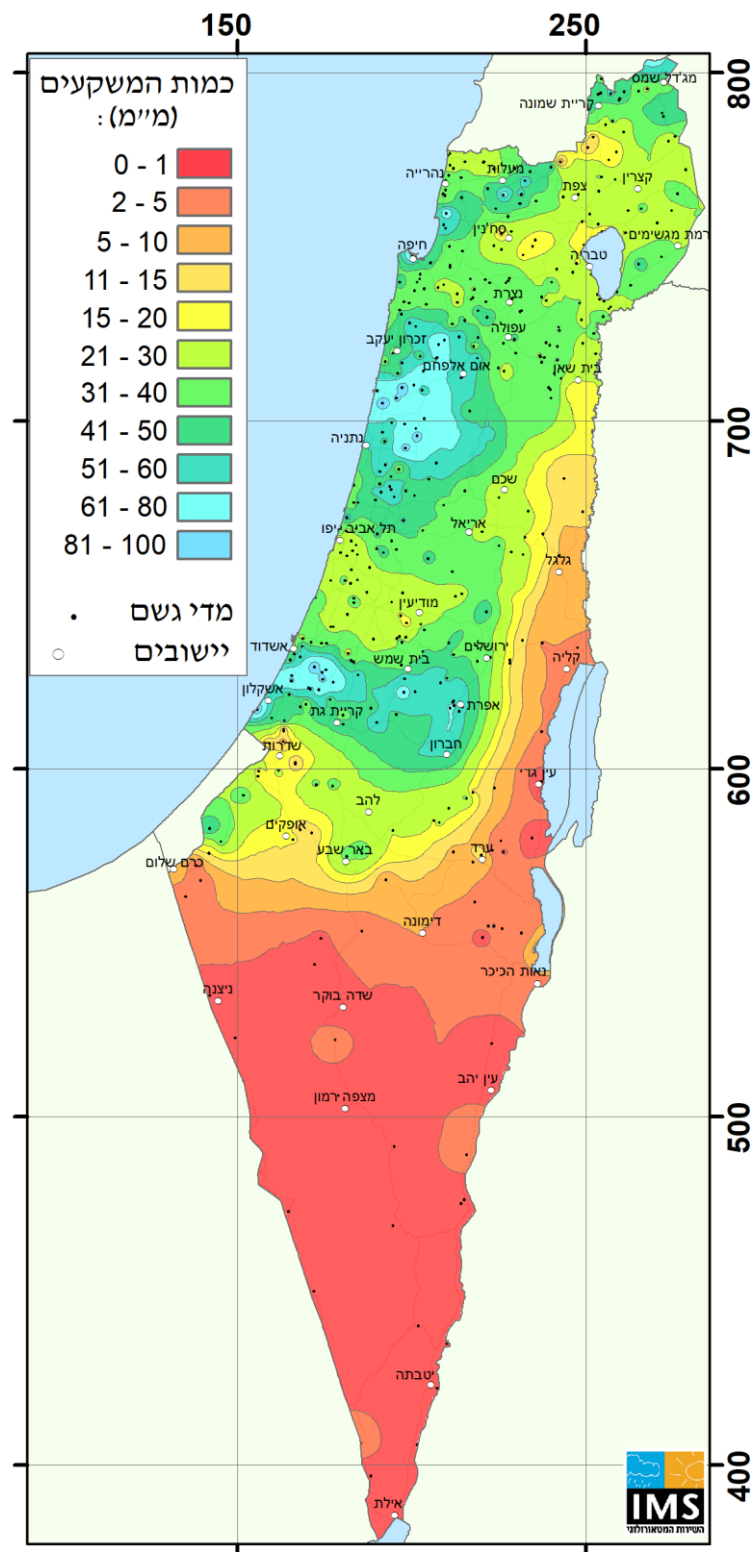 150
250
כמות המשקעים
(מ״מ):
0 - 1
2 - 5
5 - 10
11 - 15
15 - 20
21 - 30
31 - 40
41 - 50
51 - 60
61 - 80
81 - 100
מדי גשם
יישובים
800
700
600
500
400
מג'דל שמס
קריית שמונה
מעלות
נהרייה
צפת
קצרין
סח'נין
רמת מגשימים
חיפה
טבריה
נצרת
עפולה
זכרון יעקב
אום אלפחם
בית שאן
נתניה
שכם
תל אביב -יפו
אריאל
גלגל
מודיעין
אשדוד
ירושלים
בית שמש
קליה
אשקלון
קריית גת
אפרת
חברון
שדרות
עין גדי
להב
אופקים
באר שבע
ערד
כרם שלום
דימונה
נאות הכיכר
ניצנה
שדה בוקר
עין יהב
מצפה רמון
יטבתה
אילת
IMS
השירות המטאורולוגי